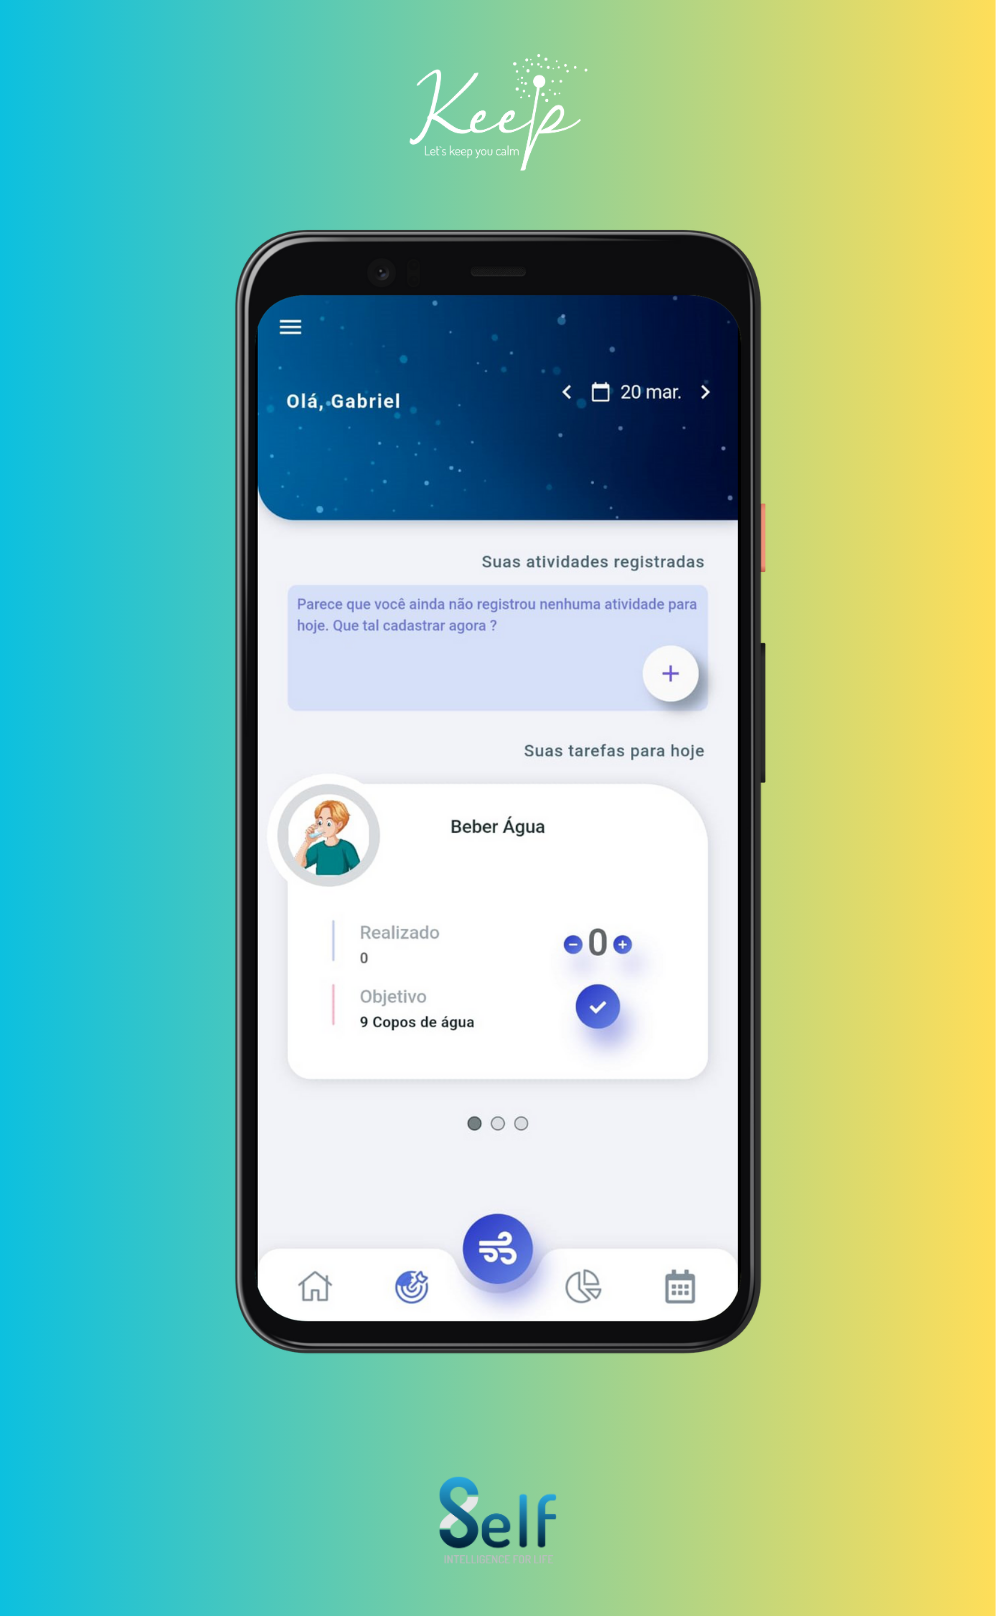 Keep
Let's keep you calm
Olá, Gabriel
20 mar.
Suas atividades registradas
Parece que você ainda não registrou nenhuma atividade para
hoje. Que tal cadastrar agora ?
Suas tarefas para hoje
Beber Água
Realizado
0
0
Objetivo
9 Copos de água
Self
INTELLIGENCE FOR LIFE